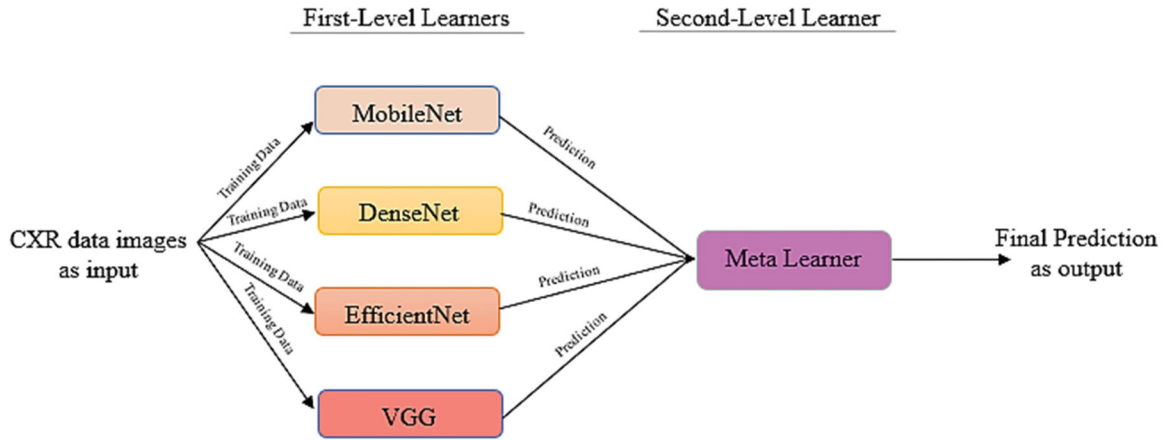 First-Level Learners
Second-Level Learner
MobileNet
Training Data
Prediction
DenseNet
Training Data
Prediction
CXR data images
as input
Meta Learner
Final Prediction
as output
Training Data
EfficientNet
Prediction
Training Data
VGG
Prediction